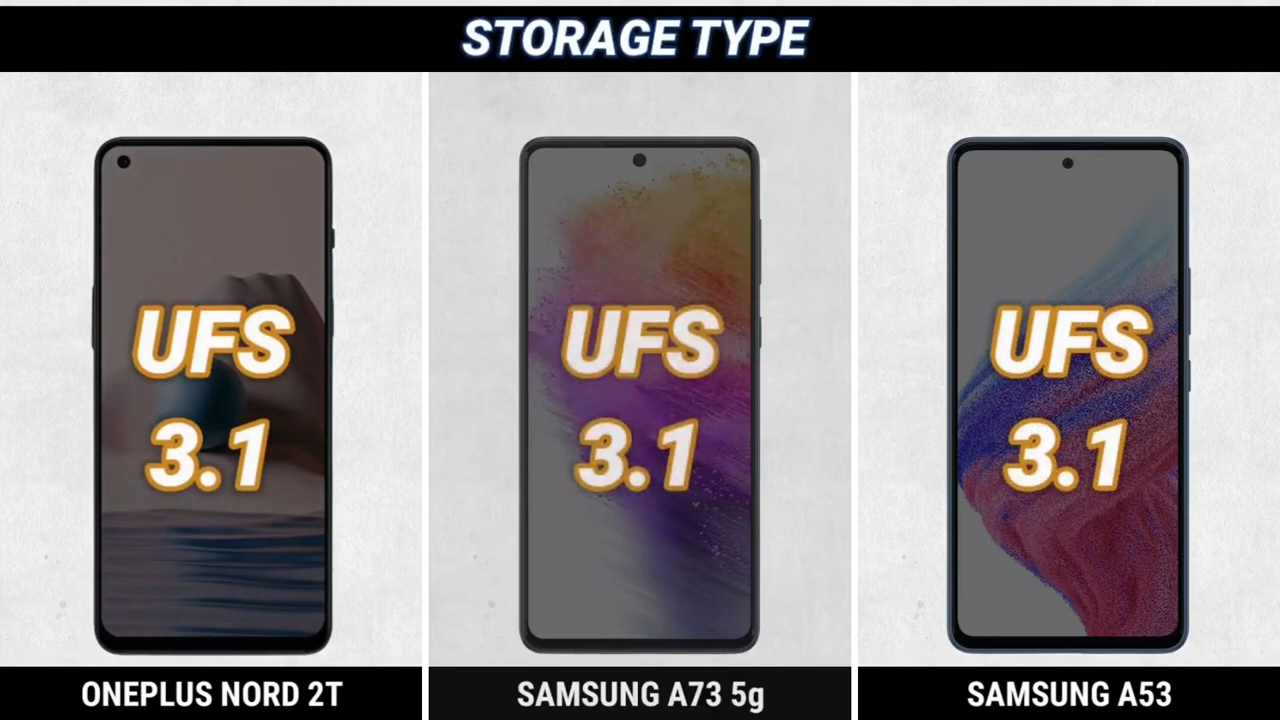 STORAGE TYPE
UFS
3.1
UFS
3.1
UFS
3.1
ONEPLUS NORD 2T
SAMSUNG A73 5g
SAMSUNG A53